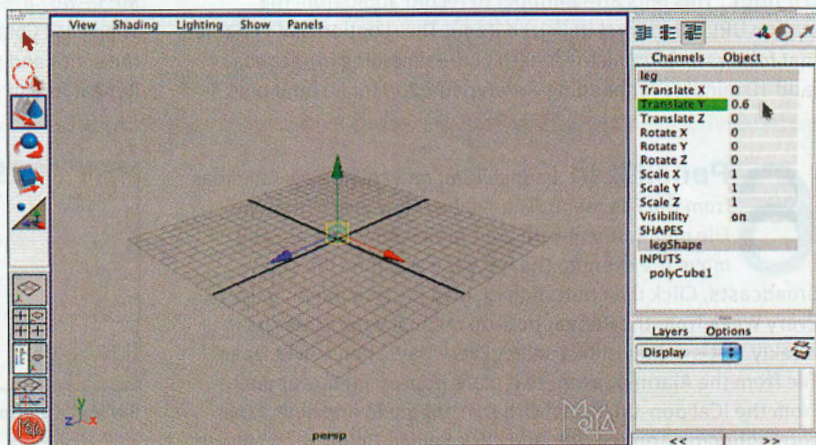 View Shading Lighting Show Panels
Channels Object
leg
Translate X 0
Translate Y 0.6
Translate Z 0
Rotate X 0
Rotate Y 0
Rotate Z 0
Scale X 1
Scale Y 1
Scale Z 1
Visibility on
SHAPES
legShape
INPUTS
polyCube1
Layers Options
Display
<< >>
y
z x
persp
MAYA